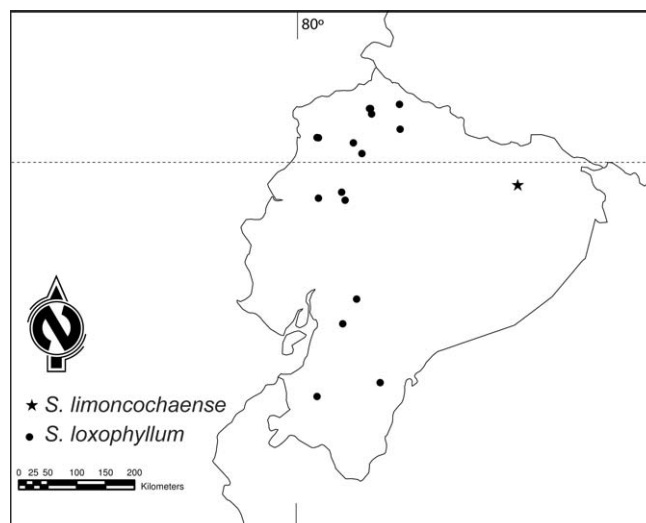 80º
★ S. limoncochaense
● S. loxophyllum
0 25 50 100 150 200
Kilometers